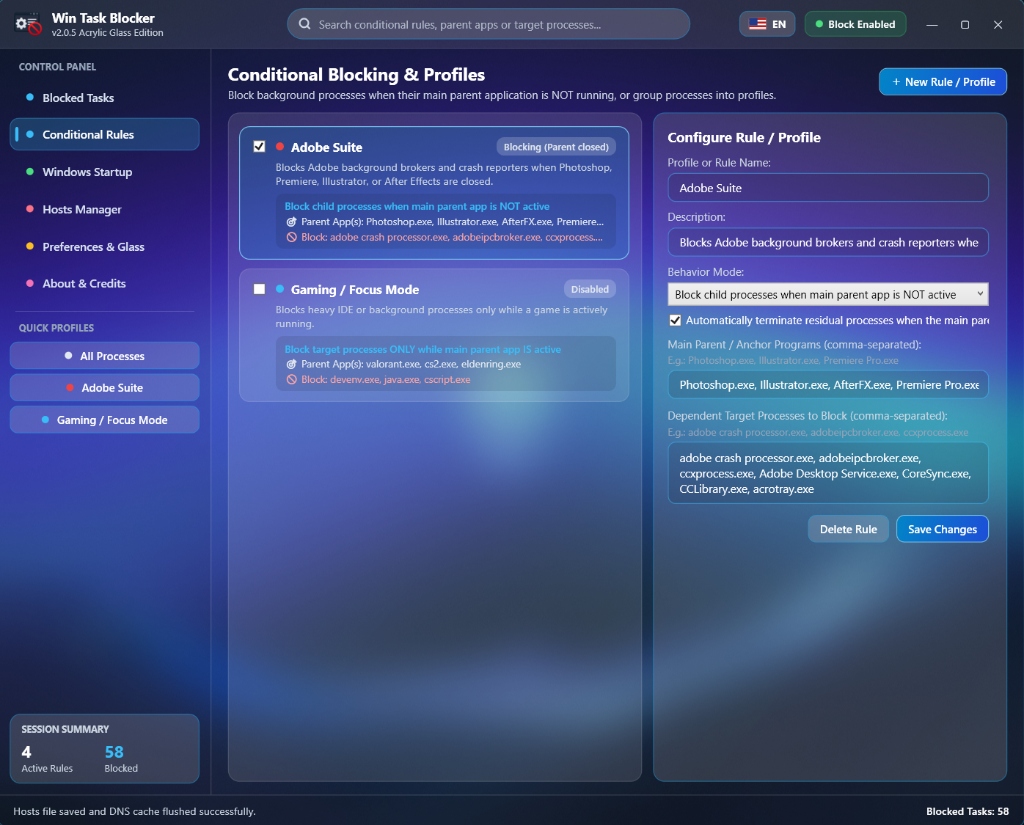 Win Task Blocker
v2.0.5 Acrylic Glass Edition
Search conditional rules, parent apps or target processes...
EN
Block Enabled
CONTROL PANEL
Blocked Tasks
Conditional Rules
Windows Startup
Hosts Manager
Preferences & Glass
About & Credits
QUICK PROFILES
All Processes
Adobe Suite
Gaming / Focus Mode
SESSION SUMMARY
4
Active Rules
58
Blocked
Conditional Blocking & Profiles
Block background processes when their main parent application is NOT running, or group processes into profiles.
+ New Rule / Profile
Adobe Suite
Blocking (Parent closed)
Blocks Adobe background brokers and crash reporters when Photoshop,
Premiere, Illustrator, or After Effects are closed.
Block child processes when main parent app is NOT active
Parent App(s): Photoshop.exe, Illustrator.exe, AfterFX.exe, Premiere...
Block: adobe crash processor.exe, adobeipcbroker.exe, ccxprocess....
Gaming / Focus Mode
Disabled
Blocks heavy IDE or background processes only while a game is actively
running.
Block target processes ONLY while main parent app IS active
Parent App(s): valorant.exe, cs2.exe, eldenring.exe
Block: devenv.exe, java.exe, cscript.exe
Configure Rule / Profile
Profile or Rule Name:
Adobe Suite
Description:
Blocks Adobe background brokers and crash reporters whe
Behavior Mode:
Block child processes when main parent app is NOT active
Automatically terminate residual processes when the main pare
Main Parent / Anchor Programs (comma-separated):
E.g.: Photoshop.exe, Illustrator.exe, Premiere Pro.exe
Photoshop.exe, Illustrator.exe, AfterFX.exe, Premiere Pro.exe
Dependent Target Processes to Block (comma-separated):
E.g.: adobe crash processor.exe, adobeipcbroker.exe, ccxprocess.exe
adobe crash processor.exe, adobeipcbroker.exe,
ccxprocess.exe, Adobe Desktop Service.exe, CoreSync.exe,
CCLibrary.exe, acrotray.exe
Delete Rule
Save Changes
Hosts file saved and DNS cache flushed successfully.
Blocked Tasks: 58